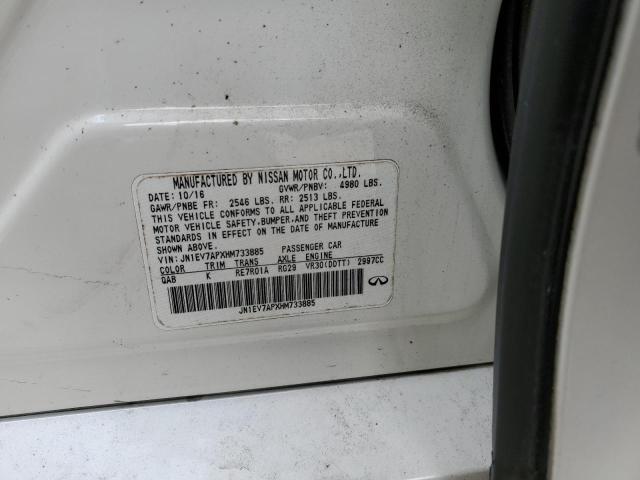 MANUFACTURED BY NISSAN MOTOR CO.,LTD.
DATE: 10/16 GVWR/PNBV: 4980 LBS.
GAWR/PNBE FR: 2546 LBS. RR: 2513 LBS.
THIS VEHICLE CONFORMS TO ALL APPLICABLE FEDERAL
MOTOR VEHICLE SAFETY,BUMPER,AND THEFT PREVENTION
STANDARDS IN EFFECT ON THE DATE OF MANUFACTURE
SHOWN ABOVE.
VIN: JN1EV7APXHM733885 PASSENGER CAR
COLOR TRIM TRANS AXLE ENGINE
QAB K RE7R01A RG29 VR30(DDTT) 2997CC
JN1EV7APXHM733885